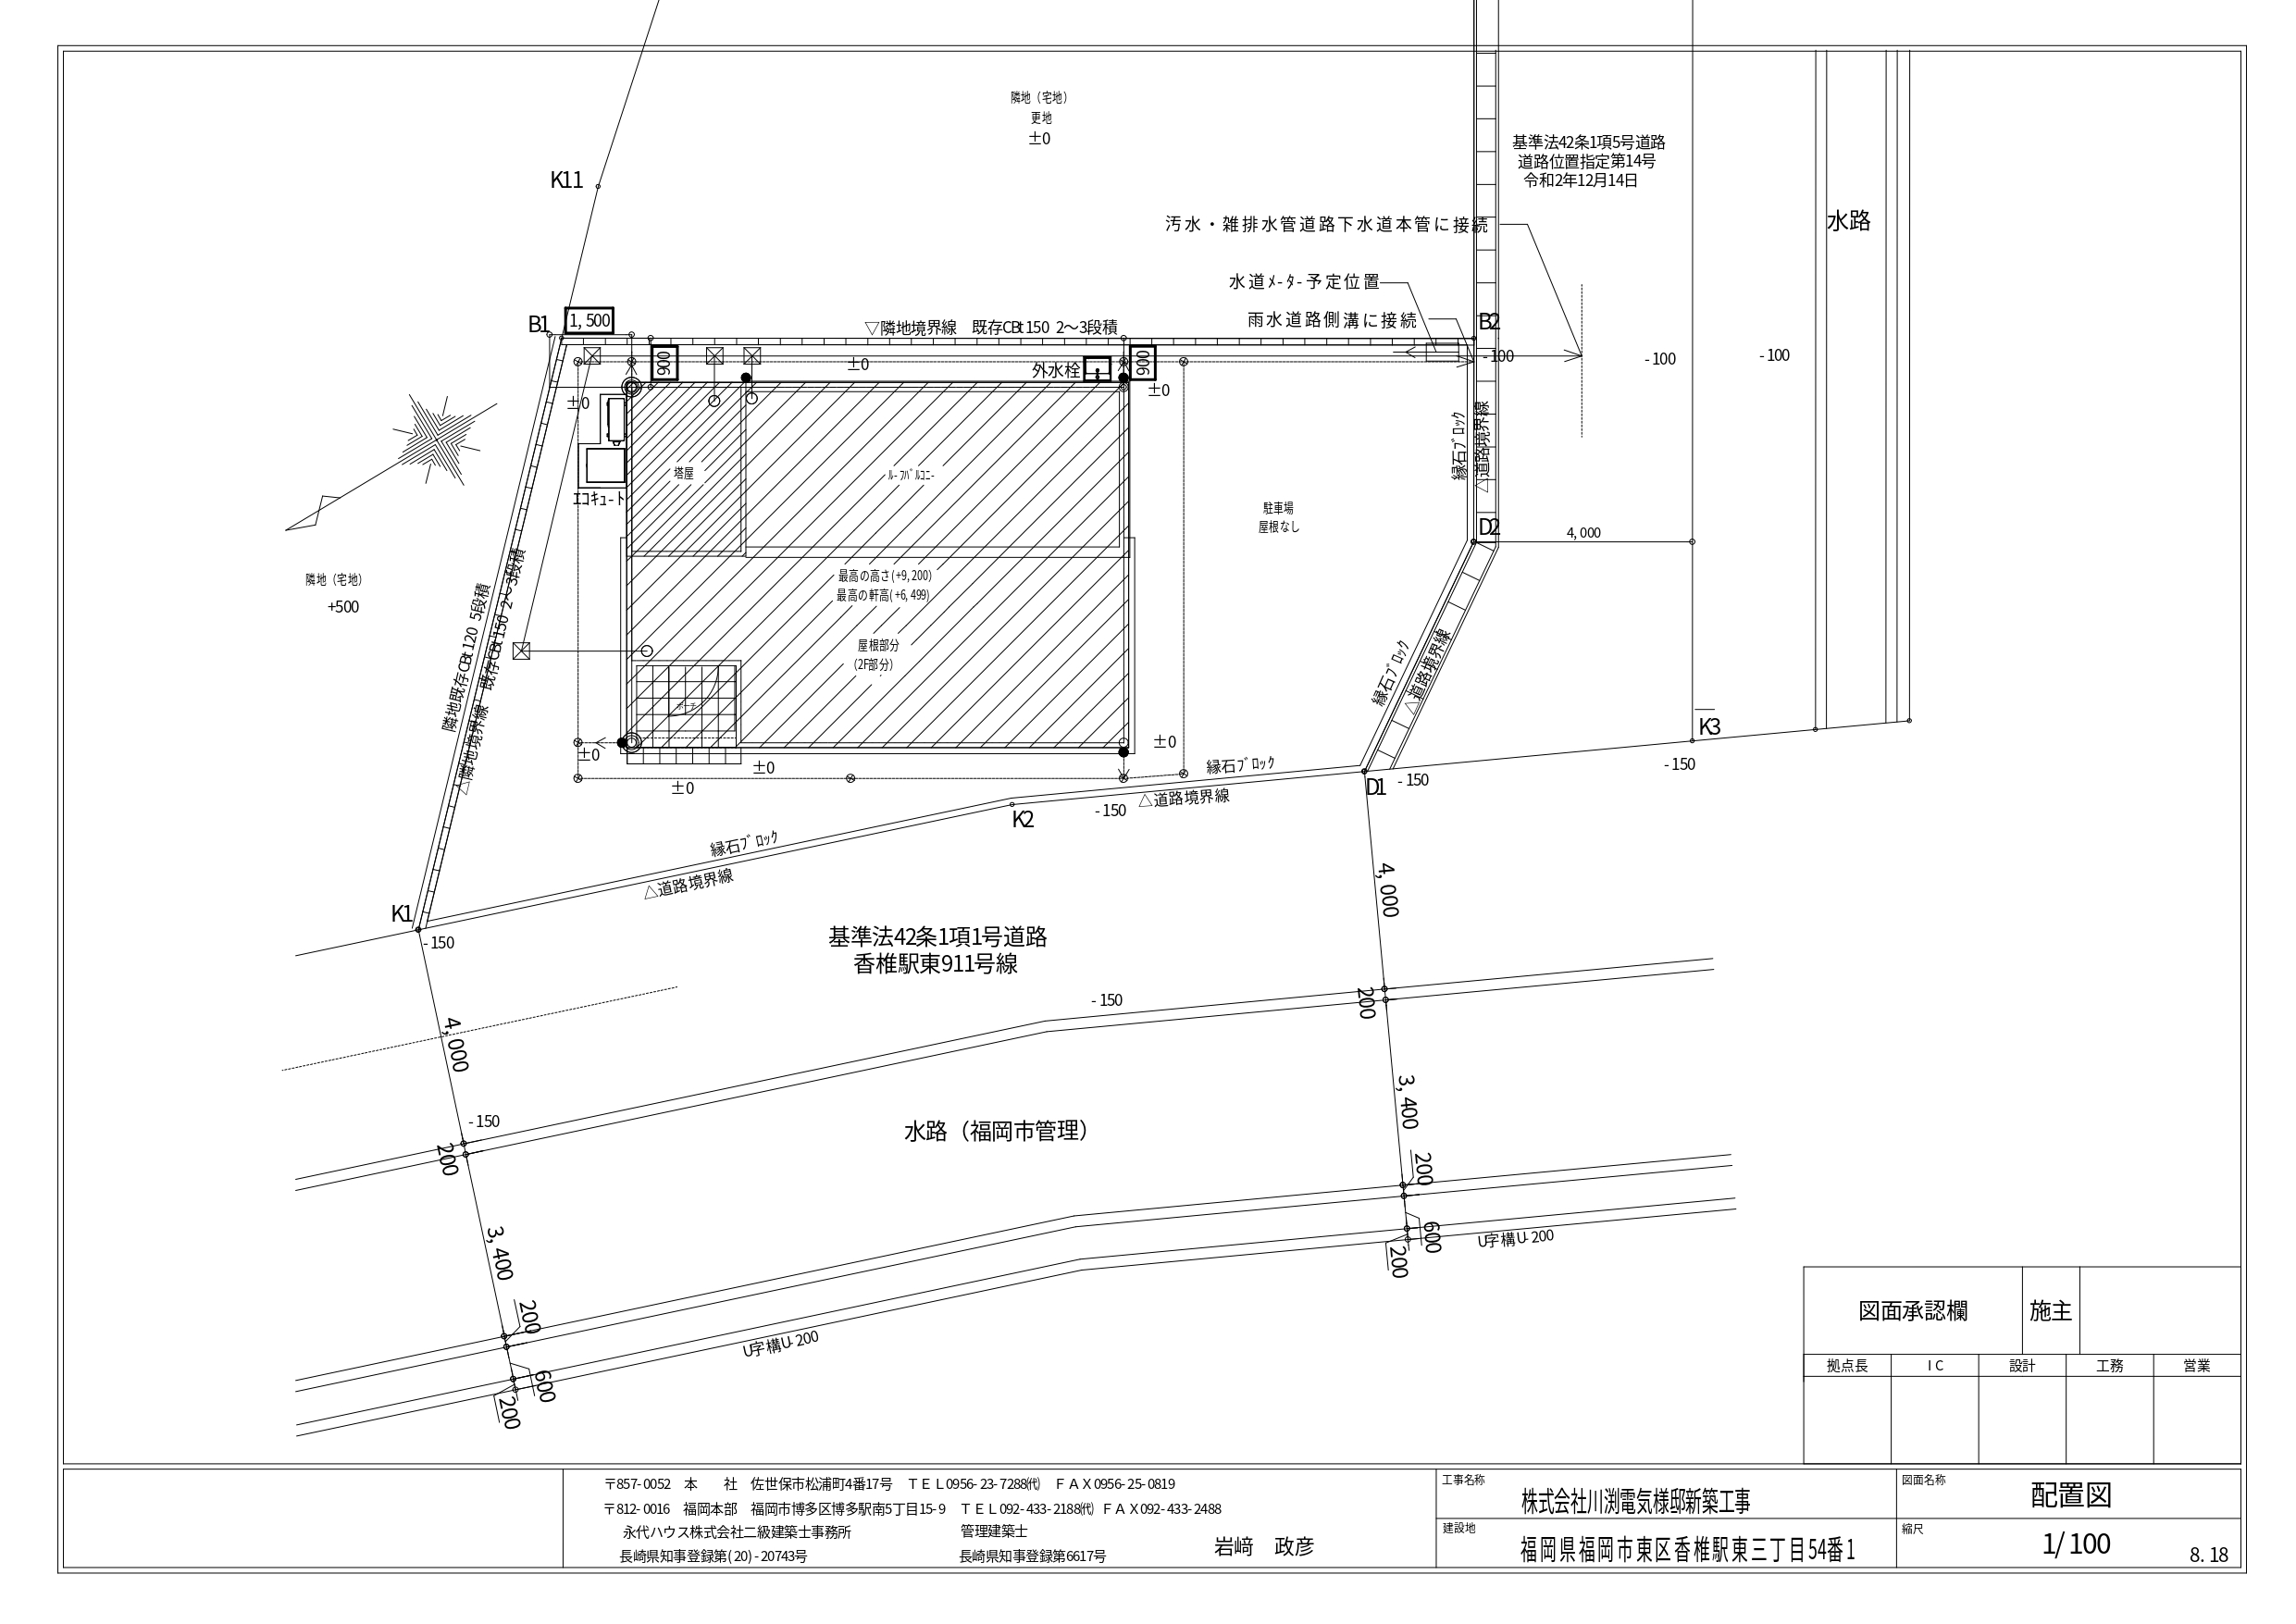 隣地（宅地）
更地
±0
基準法42条1項5号道路
道路位置指定第14号
令和2年12月14日
K11
水路
汚水・雑排水管道路下水道本管に接続
水道ﾒｰﾀｰ予定位置
雨水道路側溝に接続
B1
1,500
▽隣地境界線　既存CBt150 2～3段積
B2
900
±0
外水栓
900
-100
-100
-100
±0
±0
縁石ﾌﾞﾛｯｸ
△道路境界線
塔屋
ﾙｰﾌﾊﾞﾙｺﾆｰ
エコキュート
駐車場
屋根なし
D2
4,000
隣地（宅地）
+500
最高の高さ(+9,200)
最高の軒高(+6,499)
隣地既存CBt120 5段積
△隣地境界線　既存CBt150 2～3段積
屋根部分
(2F部分)
縁石ﾌﾞﾛｯｸ
△道路境界線
ポーチ
K3
±0
±0
±0
±0
縁石ﾌﾞﾛｯｸ
-150
D1
-150
△道路境界線
-150
K2
縁石ﾌﾞﾛｯｸ
△道路境界線
K1
-150
4,000
基準法42条1項1号道路
香椎駅東911号線
-150
200
4,000
-150
200
3,400
水路（福岡市管理）
200
3,400
600
200
U字構U-200
200
600
200
U字構U-200
図面承認欄
施主
拠点長
IC
設計
工務
営業
〒857-0052　本　　社　佐世保市松浦町4番17号　ＴＥＬ0956-23-7288㈹　ＦＡＸ0956-25-0819
〒812-0016　福岡本部　福岡市博多区博多駅南5丁目15-9　ＴＥＬ092-433-2188㈹ ＦＡＸ092-433-2488
永代ハウス株式会社二級建築士事務所
管理建築士
長崎県知事登録第(20)-20743号
長崎県知事登録第6617号
岩﨑　政彦
工事名称
株式会社川渕電気様邸新築工事
図面名称
配置図
建設地
福岡県福岡市東区香椎駅東三丁目54番1
縮尺
1/100
8.18